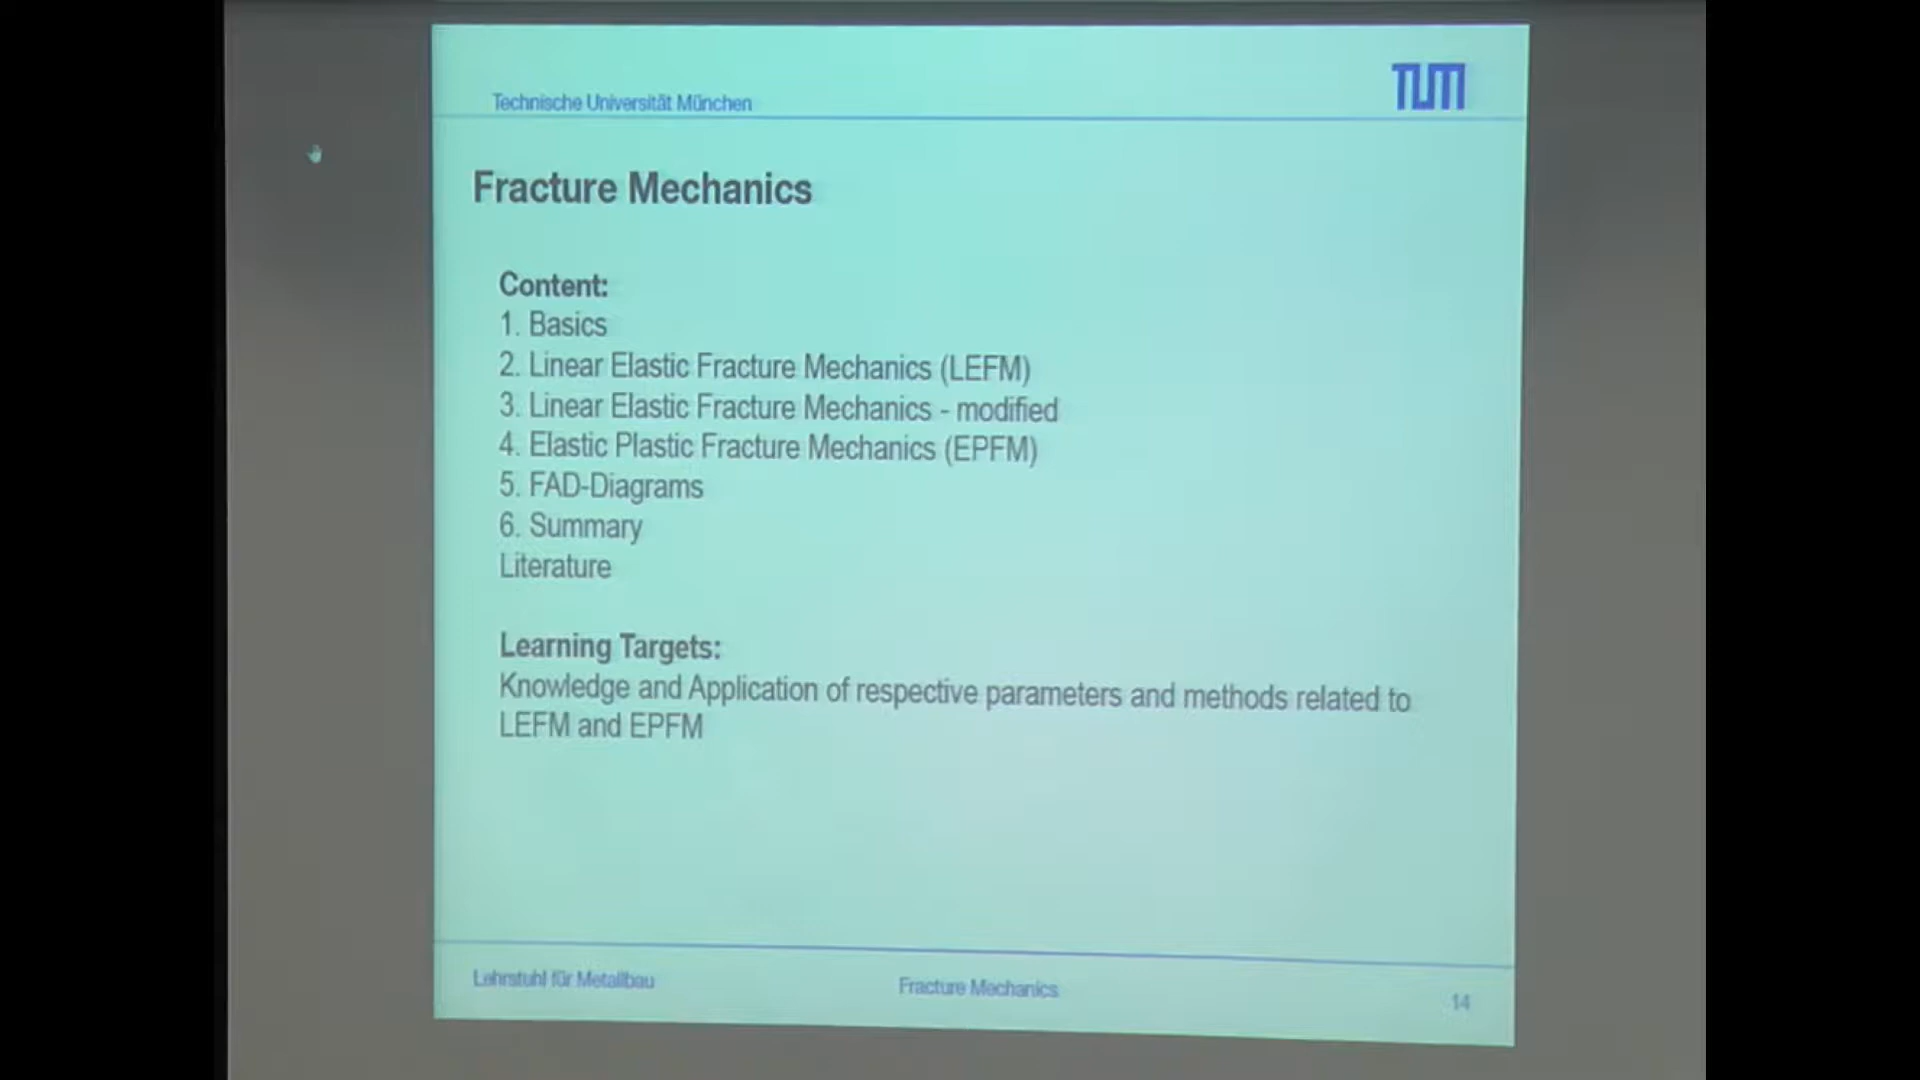 Technische Universität München
TUM
Fracture Mechanics
Content:
1. Basics
2. Linear Elastic Fracture Mechanics (LEFM)
3. Linear Elastic Fracture Mechanics - modified
4. Elastic Plastic Fracture Mechanics (EPFM)
5. FAD-Diagrams
6. Summary
Literature
Learning Targets:
Knowledge and Application of respective parameters and methods related to
LEFM and EPFM
Lehrstuhl für Metallbau
Fracture Mechanics
14